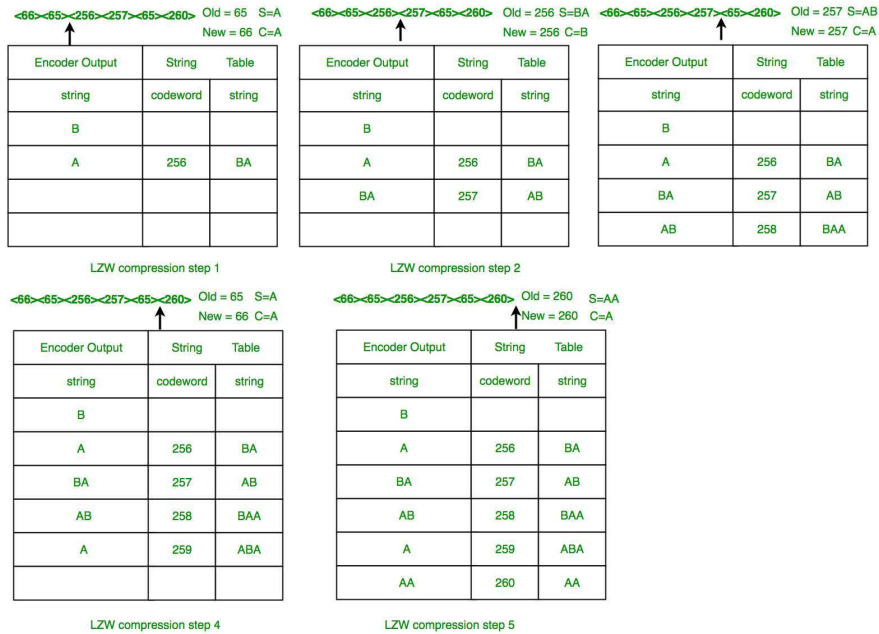 <66><65><256><257><65><260> Old = 65 S=A
New = 66 C=A
Encoder Output String Table
string codeword string
B
A 256 BA
LZW compression step 1
<66><65><256><257><65><260> Old = 256 S=BA
New = 256 C=B
Encoder Output String Table
string codeword string
B
A 256 BA
BA 257 AB
LZW compression step 2
<66><65><256><257><65><260> Old = 257 S=AB
New = 257 C=A
Encoder Output String Table
string codeword string
B
A 256 BA
BA 257 AB
AB 258 BAA
<66><65><256><257><65><260> Old = 65 S=A
New = 66 C=A
Encoder Output String Table
string codeword string
B
A 256 BA
BA 257 AB
AB 258 BAA
A 259 ABA
LZW compression step 4
<66><65><256><257><65><260> Old = 260 S=AA
New = 260 C=A
Encoder Output String Table
string codeword string
B
A 256 BA
BA 257 AB
AB 258 BAA
A 259 ABA
AA 260 AA
LZW compression step 5